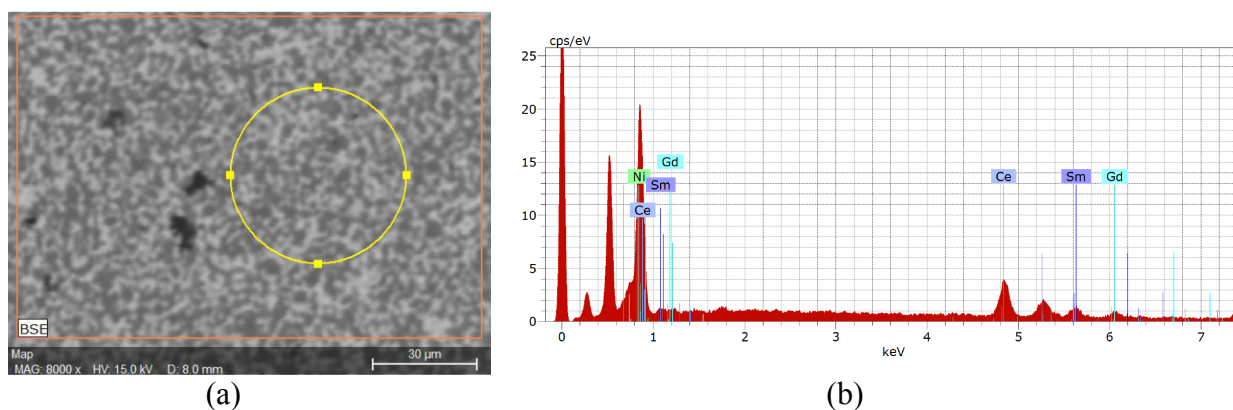 BSE
Map
MAG: 8000 x HV: 15.0 kV D: 8.0 mm
30 µm
(a)
cps/eV
25
20
15
10
5
0
Ni
Ce
Sm
Gd
Ce
Sm
Gd
0 1 2 3 4 5 6 7
keV
(b)